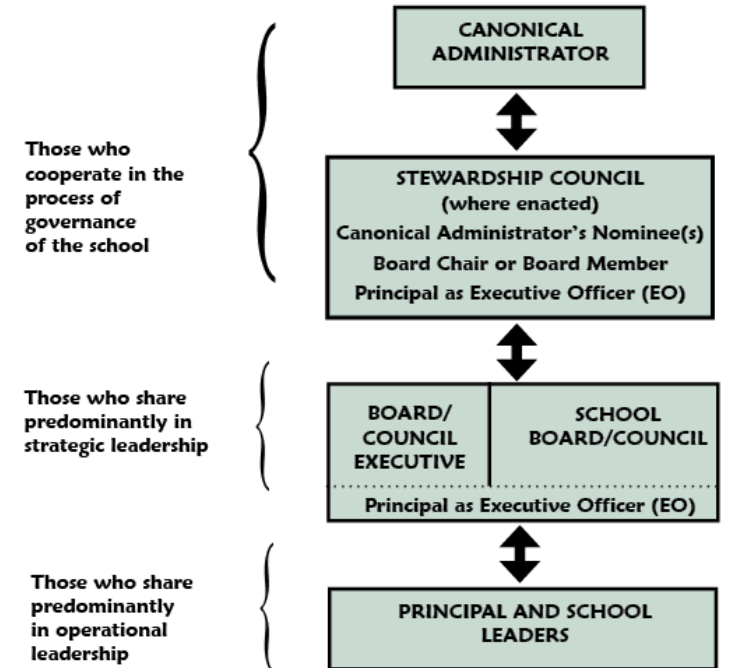 CANONICAL
ADMINISTRATOR
Those who
cooperate in the
process of
governance
of the school
STEWARDSHIP COUNCIL
(where enacted)
Canonical Administrator’s Nominee(s)
Board Chair or Board Member
Principal as Executive Officer (EO)
Those who share
predominantly in
strategic leadership
BOARD/
COUNCIL
EXECUTIVE
SCHOOL
BOARD/COUNCIL
Principal as Executive Officer (EO)
Those who share
predominantly
in operational
leadership
PRINCIPAL AND SCHOOL
LEADERS